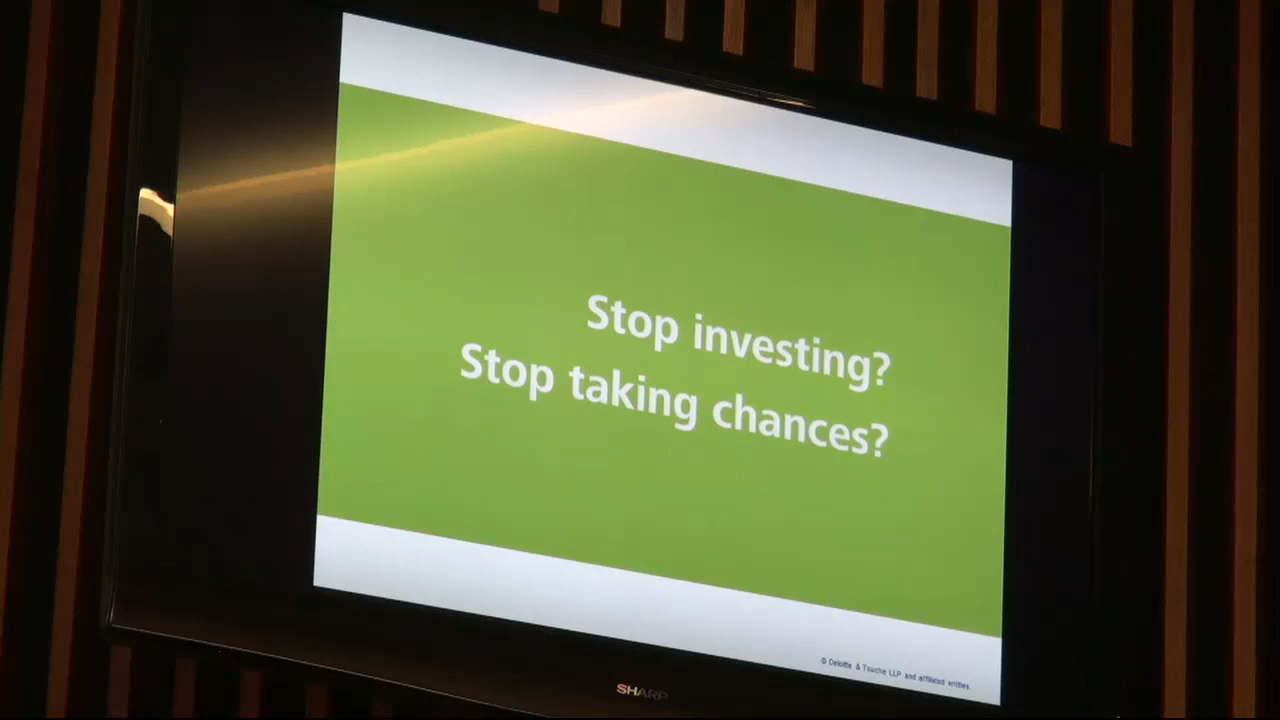 Stop investing?
Stop taking chances?
© Deloitte & Touche LLP and affiliated entities.
SHARP